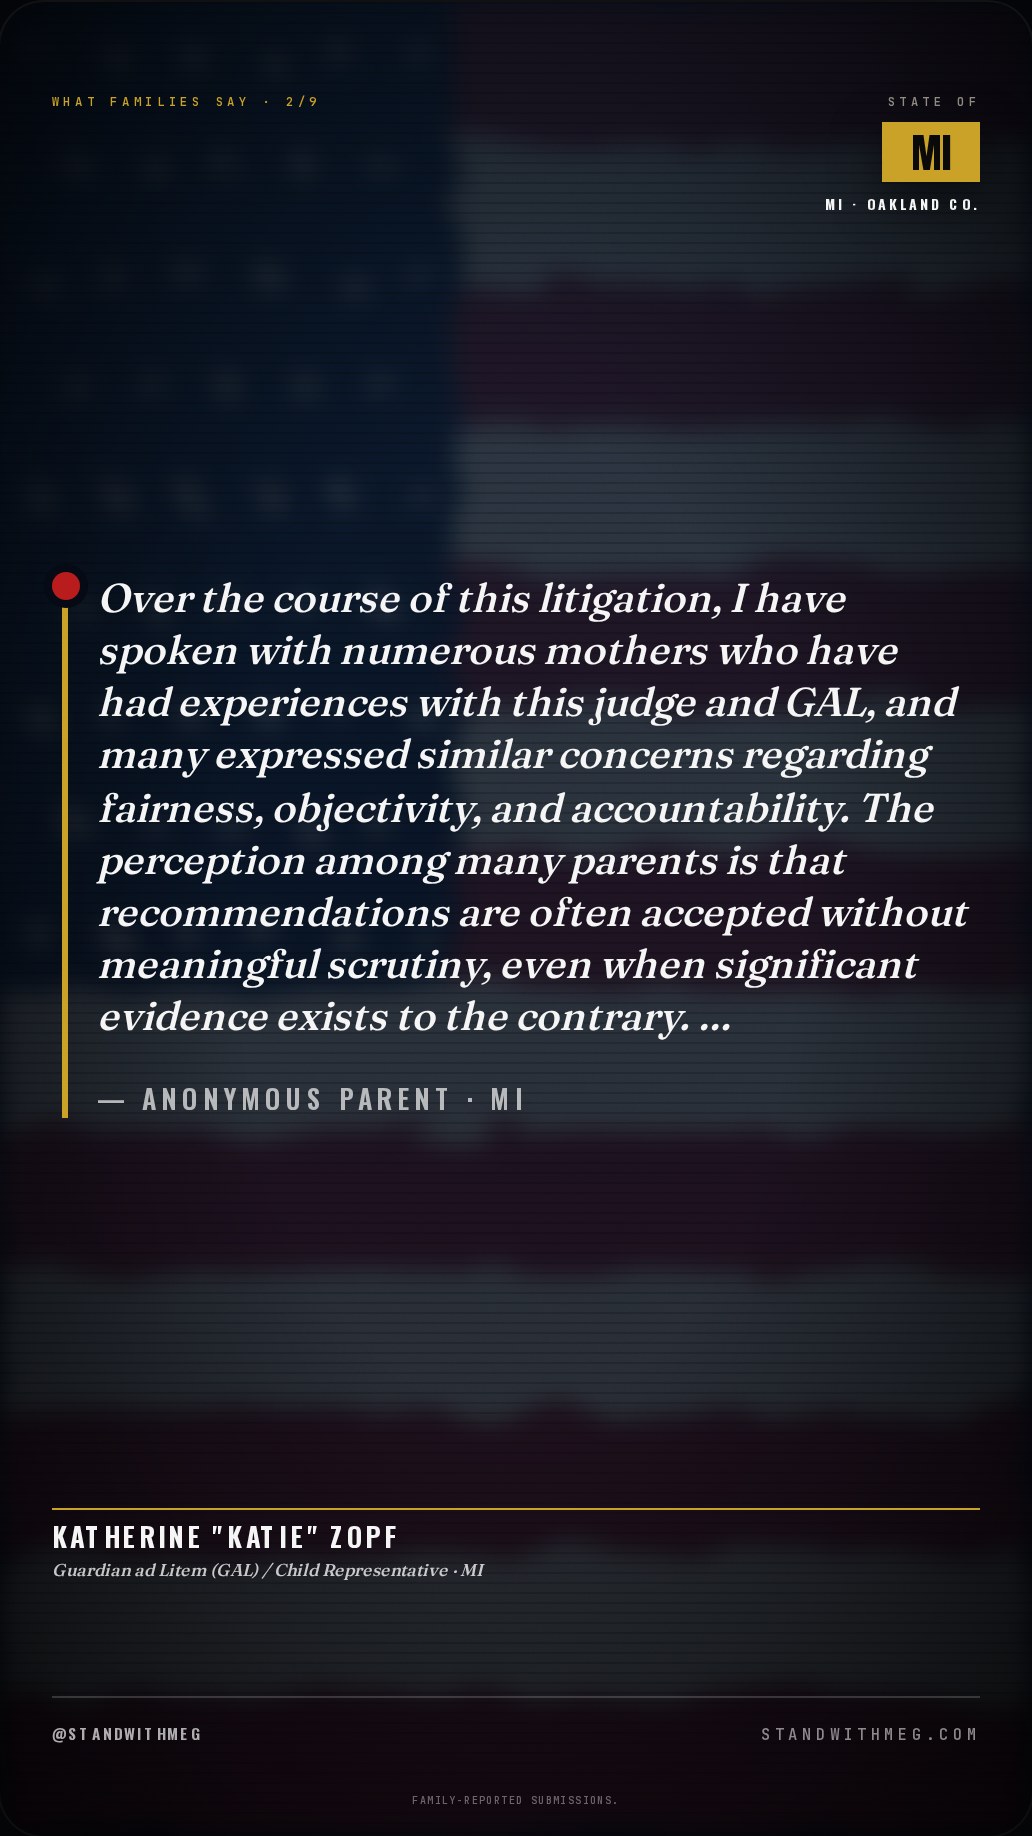 WHAT FAMILIES SAY · 2/9
STATE OF
MI
MI · OAKLAND CO.
Over the course of this litigation, I have
spoken with numerous mothers who have
had experiences with this judge and GAL, and
many expressed similar concerns regarding
fairness, objectivity, and accountability. The
perception among many parents is that
recommendations are often accepted without
meaningful scrutiny, even when significant
evidence exists to the contrary. ...
— ANONYMOUS PARENT · MI
KATHERINE "KATIE" ZOPF
Guardian ad Litem (GAL) / Child Representative · MI
@STANDWITHMEG
STANDWITHMEG.COM
FAMILY-REPORTED SUBMISSIONS.